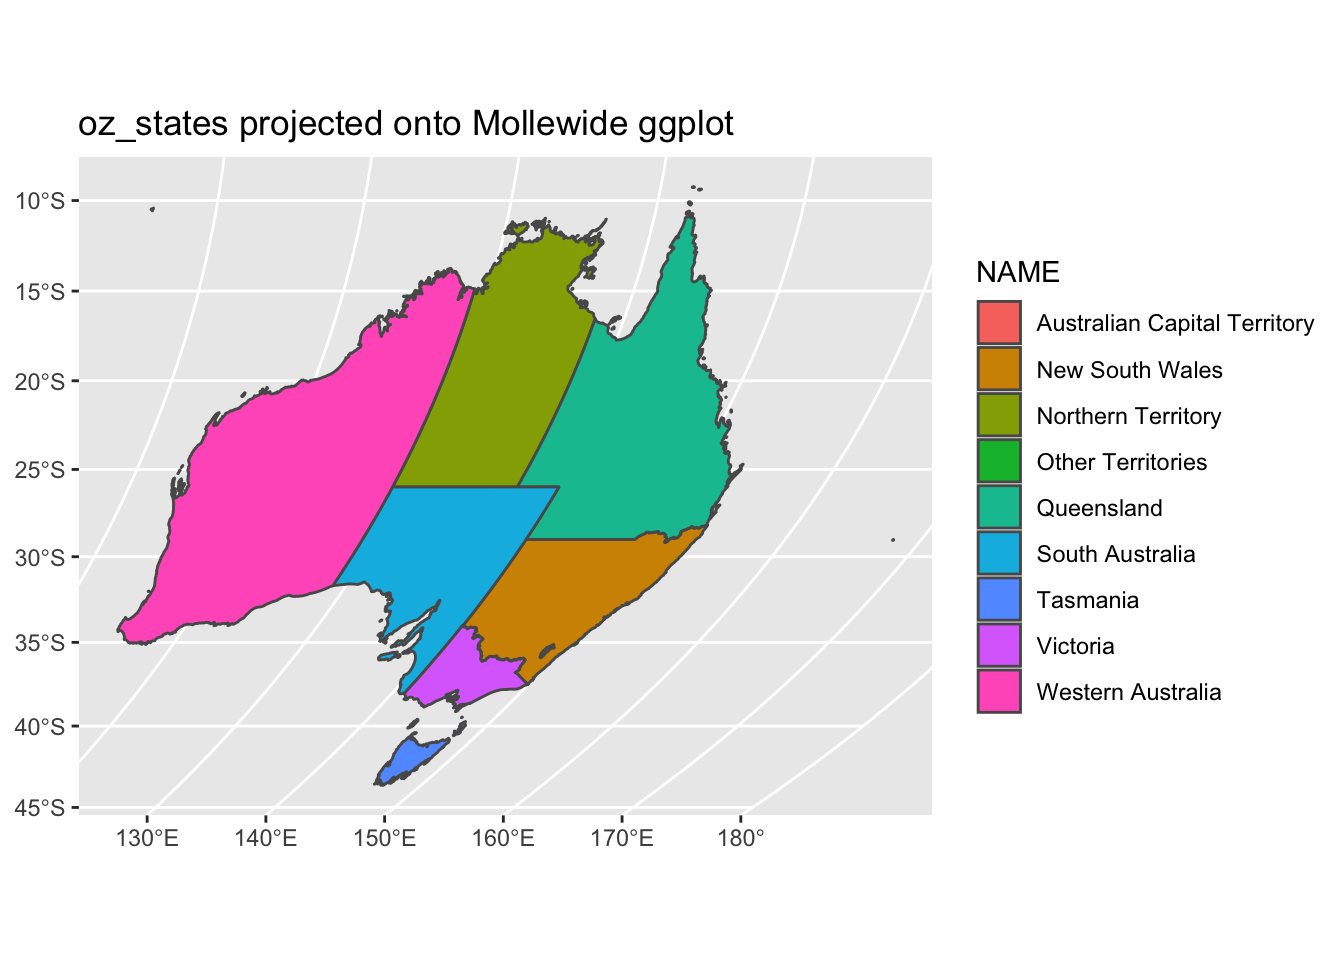 oz_states projected onto Mollewide ggplot
10°S
15°S
20°S
25°S
30°S
35°S
40°S
45°S
130°E
140°E
150°E
160°E
170°E
180°
NAME
Australian Capital Territory
New South Wales
Northern Territory
Other Territories
Queensland
South Australia
Tasmania
Victoria
Western Australia